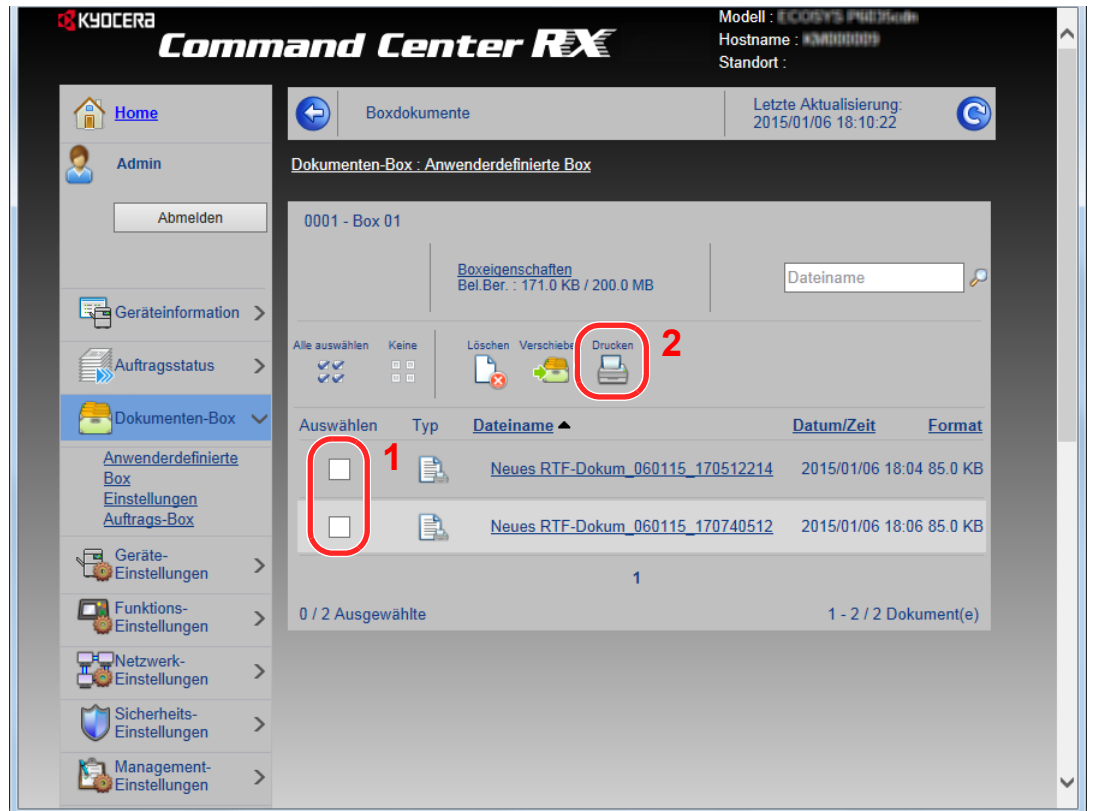 KYOCERA
Command Center RX
Modell :
Hostname :
Standort :
Home
Admin
Abmelden
Geräteinformation
Auftragsstatus
Dokumenten-Box
Anwenderdefinierte
Box
Einstellungen
Auftrags-Box
Geräte-
Einstellungen
Funktions-
Einstellungen
Netzwerk-
Einstellungen
Sicherheits-
Einstellungen
Management-
Einstellungen
Boxdokumente
Letzte Aktualisierung:
2015/01/06 18:10:22
Dokumenten-Box : Anwenderdefinierte Box
0001 - Box 01
Boxeigenschaften
Bel.Ber. : 171.0 KB / 200.0 MB
Dateiname
Alle auswählen Keine Löschen Verschiebe Drucken 2
Auswählen Typ Dateiname Datum/Zeit Format
1
Neues RTF-Dokum_060115_170512214 2015/01/06 18:04 85.0 KB
Neues RTF-Dokum_060115_170740512 2015/01/06 18:06 85.0 KB
1
0 / 2 Ausgewählte 1 - 2 / 2 Dokument(e)